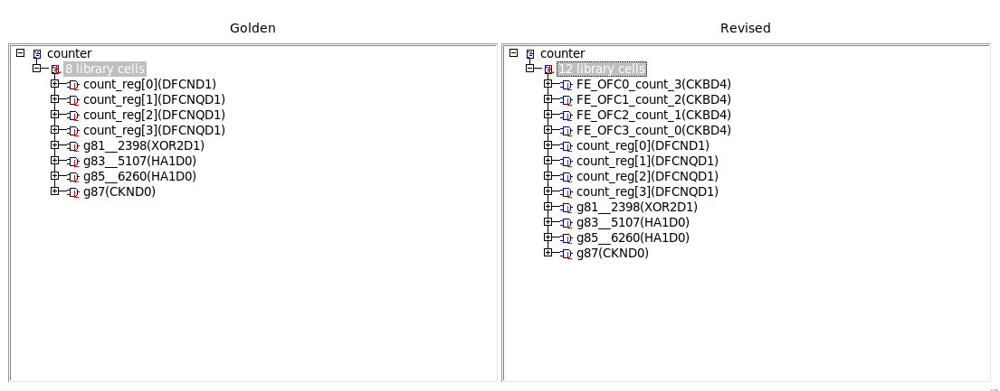 Golden
counter
8 library cells
count_reg[0](DFCND1)
count_reg[1](DFCNQD1)
count_reg[2](DFCNQD1)
count_reg[3](DFCNQD1)
g81__2398(XOR2D1)
g83__5107(HA1D0)
g85__6260(HA1D0)
g87(CKND0)
Revised
counter
12 library cells
FE_OFC0_count_3(CKBD4)
FE_OFC1_count_2(CKBD4)
FE_OFC2_count_1(CKBD4)
FE_OFC3_count_0(CKBD4)
count_reg[0](DFCND1)
count_reg[1](DFCNQD1)
count_reg[2](DFCNQD1)
count_reg[3](DFCNQD1)
g81__2398(XOR2D1)
g83__5107(HA1D0)
g85__6260(HA1D0)
g87(CKND0)